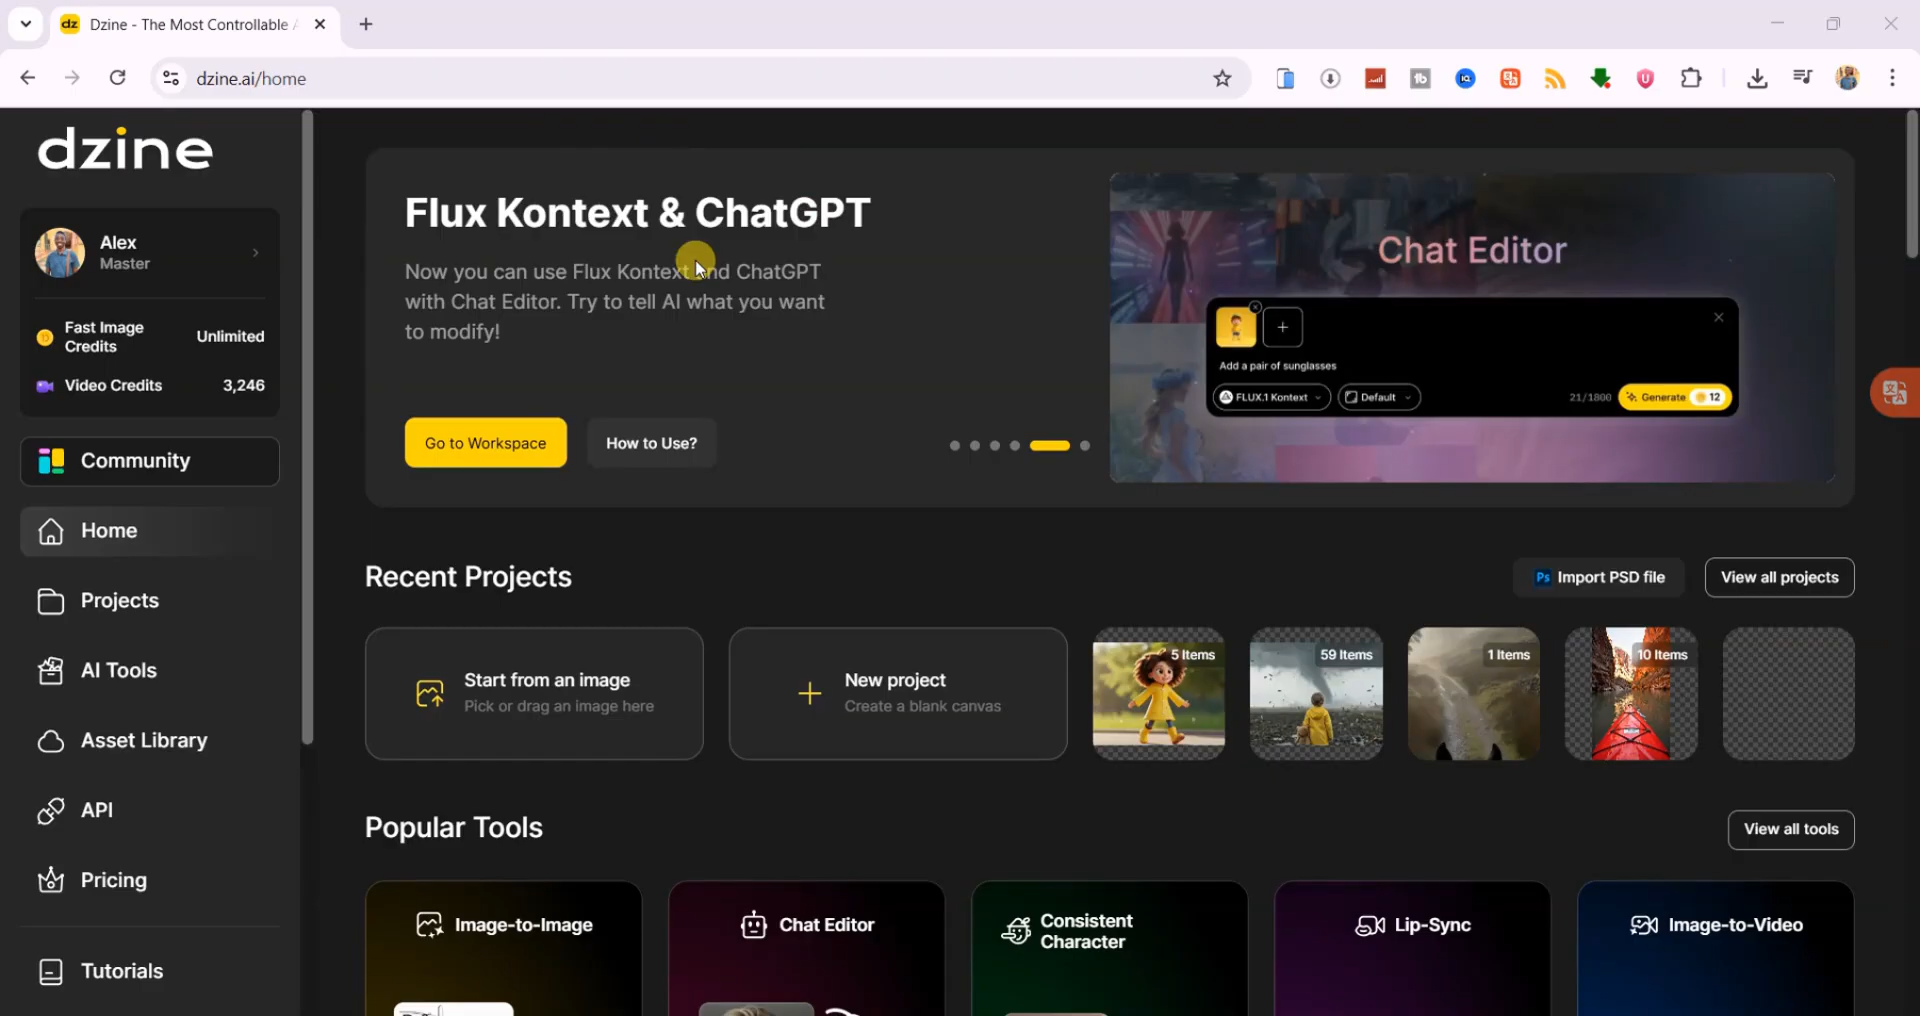 dz Dzine - The Most Controllable
dzine.ai/home
dzine
Alex
Master
Fast Image
Credits
Unlimited
Video Credits
3,246
Community
Home
Projects
AI Tools
Asset Library
API
Pricing
Tutorials
Flux Kontext & ChatGPT
Now you can use Flux Kontext and ChatGPT
with Chat Editor. Try to tell AI what you want
to modify!
Go to Workspace
How to Use?
Chat Editor
Add a pair of sunglasses
FLUX.1 Kontext
Default
21/1800
Generate
12
Recent Projects
Ps Import PSD file
View all projects
Start from an image
Pick or drag an image here
New project
Create a blank canvas
5 Items
59 Items
1 Items
10 Items
Popular Tools
View all tools
Image-to-Image
Chat Editor
Consistent
Character
Lip-Sync
Image-to-Video